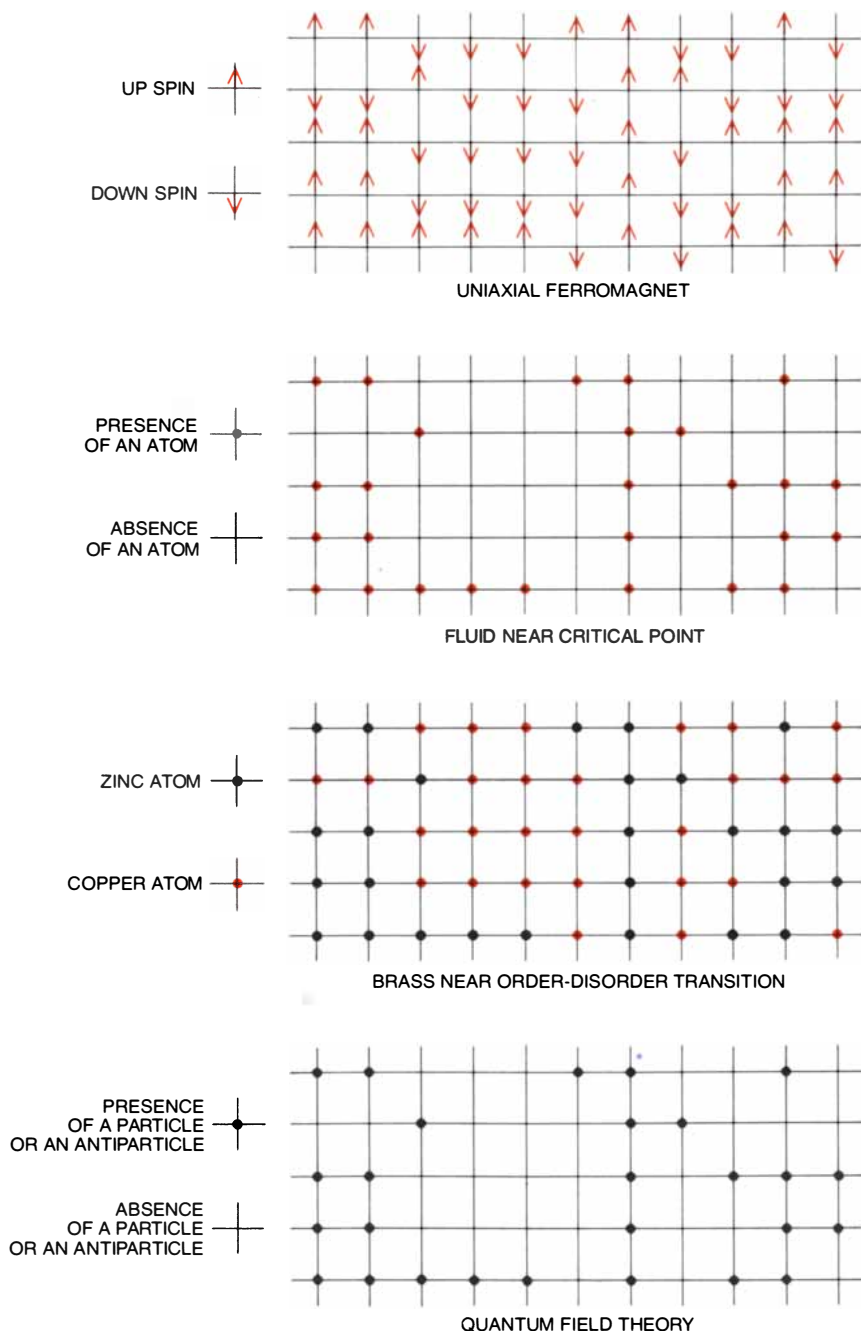 UP SPIN
DOWN SPIN
UNIAXIAL FERROMAGNET
PRESENCE
OF AN ATOM
ABSENCE
OF AN ATOM
FLUID NEAR CRITICAL POINT
ZINC ATOM
COPPER ATOM
BRASS NEAR ORDER-DISORDER TRANSITION
PRESENCE
OF A PARTICLE
OR AN ANTIPARTICLE
ABSENCE
OF A PARTICLE
OR AN ANTIPARTICLE
QUANTUM FIELD THEORY